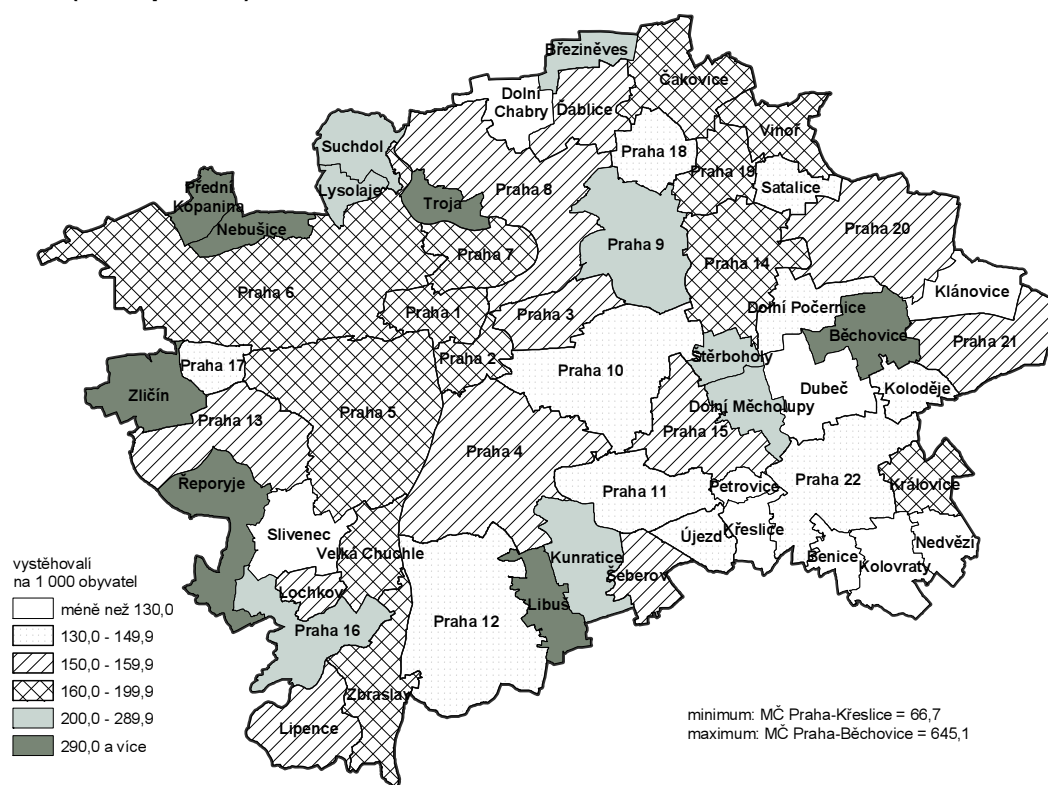 Březiněves
Čakovice
Dolní
Chabry
Ďáblice
Vinoř
Suchdol
Praha 18
Praha 19
Lysolaje
Praha 8
Satalice
Přední
Kopanina
Troja
Nebušice
Praha 20
Praha 9
Praha 7
Praha 14
Praha 6
Klánovice
Praha 1
Praha 3
Dolní Počernice
Běchovice
Praha 21
Praha 2
Štěrboholy
Praha 17
Praha 10
Zličín
Dubeč
Koloděje
Praha 5
Dolní Měcholupy
Praha 13
Praha 15
Praha 4
Řeporyje
Praha 11
Petrovice
Praha 22
Královice
Slivenec
Újezd
Křeslice
Velká Chuchle
Kunratice
Benice
Nedvězí
Kolovraty
Šeberov
Lochkov
Libuš
Praha 16
Praha 12
Zbraslav
Lipence
vystěhovalí
na 1 000 obyvatel
méně než 130,0
130,0 - 149,9
150,0 - 159,9
160,0 - 199,9
200,0 - 289,9
290,0 a více
minimum: MČ Praha-Křeslice = 66,7
maximum: MČ Praha-Běchovice = 645,1